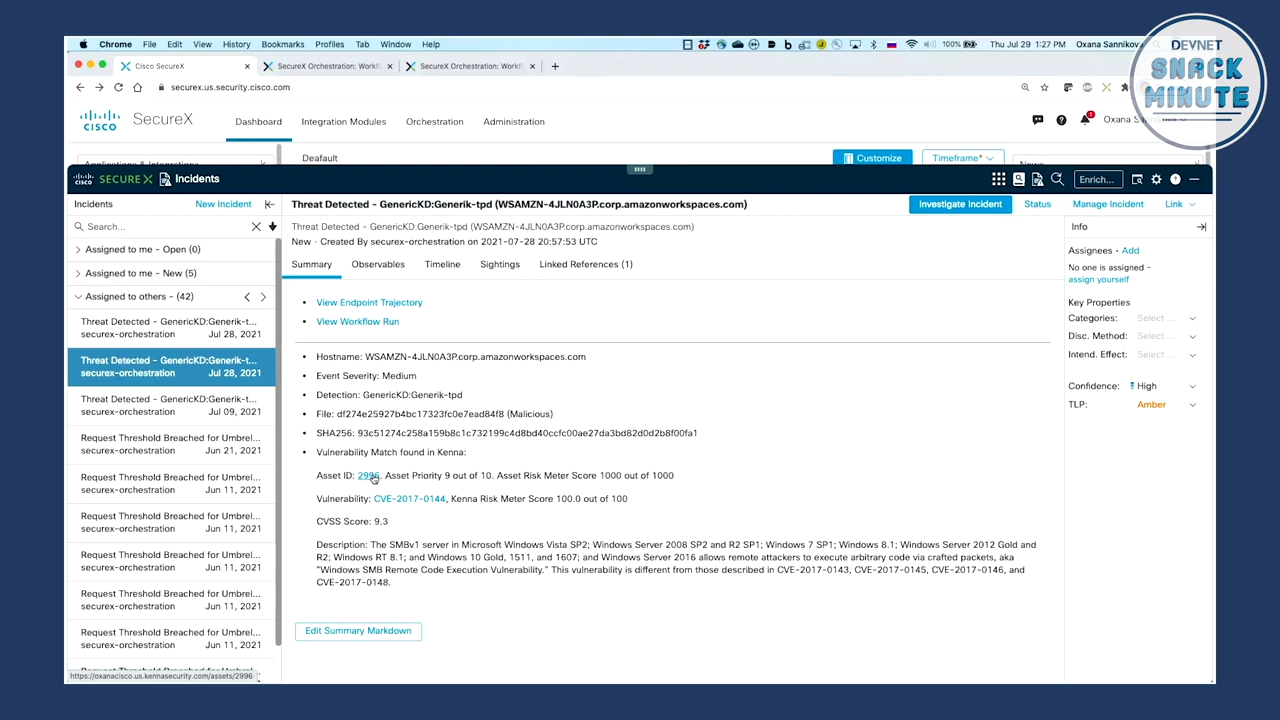 Chrome File Edit View History Bookmarks Profiles Tab Window Help 100% Thu Jul 29 1:27 PM Oxana Sannikov
DEVNET
SNACK
MINUTE
Cisco SecureX
SecureX Orchestration: Workfl
SecureX Orchestration: Workfl
securex.us.security.cisco.com
CISCO SecureX Dashboard Integration Modules Orchestration Administration
Deafault Customize Timeframe*
cisco SECUREX Incidents Enrich...
Incidents New Incident
Search...
Assigned to me - Open (0)
Assigned to me - New (5)
Assigned to others - (42)
Threat Detected - GenericKD:Generik-t...
securex-orchestration Jul 28, 2021
Threat Detected - GenericKD:Generik-t...
securex-orchestration Jul 28, 2021
Threat Detected - GenericKD:Generik-t...
securex-orchestration Jul 09, 2021
Request Threshold Breached for Umbrel...
securex-orchestration Jun 21, 2021
Request Threshold Breached for Umbrel...
securex-orchestration Jun 11, 2021
Request Threshold Breached for Umbrel...
securex-orchestration Jun 11, 2021
Request Threshold Breached for Umbrel...
securex-orchestration Jun 11, 2021
Request Threshold Breached for Umbrel...
securex-orchestration Jun 11, 2021
Request Threshold Breached for Umbrel...
securex-orchestration Jun 11, 2021
https://oxanacisco.us.kennasecurity.com/assets/2996
Threat Detected - GenericKD:Generik-tpd (WSAMZN-4JLN0A3P.corp.amazonworkspaces.com)
Investigate Incident Status Manage Incident Link
Threat Detected - GenericKD:Generik-tpd (WSAMZN-4JLN0A3P.corp.amazonworkspaces.com)
New · Created By securex-orchestration on 2021-07-28 20:57:53 UTC
Summary Observables Timeline Sightings Linked References (1)
• View Endpoint Trajectory
• View Workflow Run
• Hostname: WSAMZN-4JLN0A3P.corp.amazonworkspaces.com
• Event Severity: Medium
• Detection: GenericKD:Generik-tpd
• File: df274e25927b4bc17323fc0e7ead84f8 (Malicious)
• SHA256: 93c51274c258a159b8c1c732199c4d8bd40ccfc00ae27da3bd82d0d2b8f00fa1
• Vulnerability Match found in Kenna:
Asset ID: 2996. Asset Priority 9 out of 10. Asset Risk Meter Score 1000 out of 1000
Vulnerability: CVE-2017-0144, Kenna Risk Meter Score 100.0 out of 100
CVSS Score: 9.3
Description: The SMBv1 server in Microsoft Windows Vista SP2; Windows Server 2008 SP2 and R2 SP1; Windows 7 SP1; Windows 8.1; Windows Server 2012 Gold and
R2; Windows RT 8.1; and Windows 10 Gold, 1511, and 1607; and Windows Server 2016 allows remote attackers to execute arbitrary code via crafted packets, aka
"Windows SMB Remote Code Execution Vulnerability." This vulnerability is different from those described in CVE-2017-0143, CVE-2017-0145, CVE-2017-0146, and
CVE-2017-0148.
Edit Summary Markdown
Info
Assignees • Add
No one is assigned -
assign yourself
Key Properties
Categories: Select ...
Disc. Method: Select ...
Intend. Effect: Select ...
Confidence: High
TLP: Amber